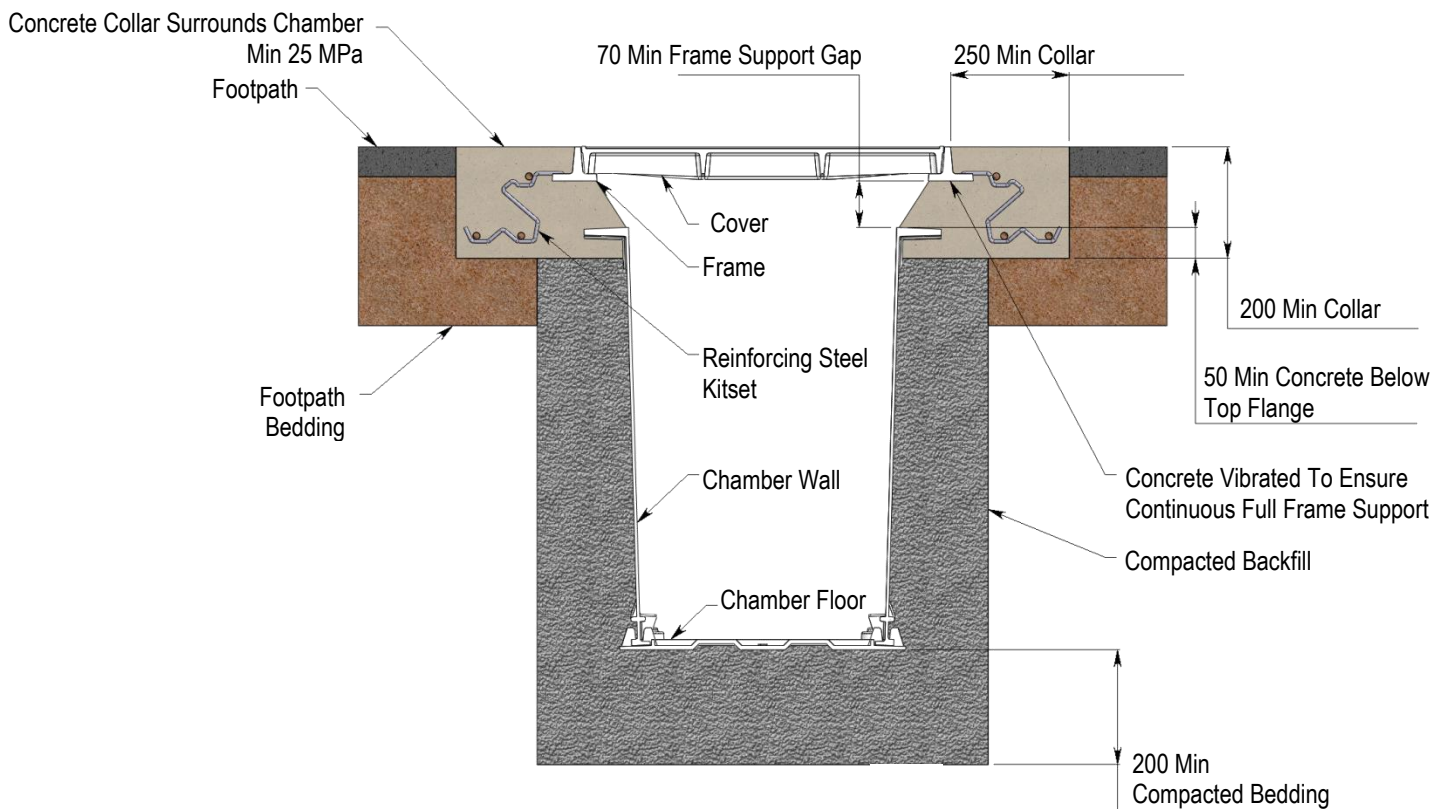 Concrete Collar Surrounds Chamber
Min 25 MPa
Footpath
70 Min Frame Support Gap
250 Min Collar
Cover
Frame
Reinforcing Steel
Kitset
Footpath
Bedding
200 Min Collar
50 Min Concrete Below
Top Flange
Chamber Wall
Concrete Vibrated To Ensure
Continuous Full Frame Support
Compacted Backfill
Chamber Floor
200 Min
Compacted Bedding